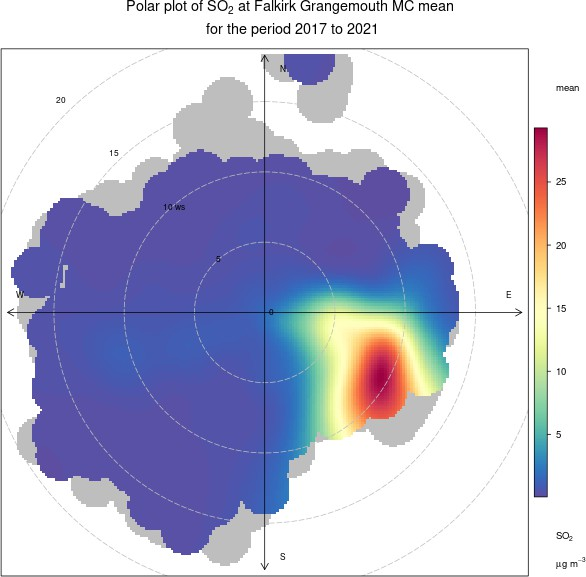 Polar plot of SO₂ at Falkirk Grangemouth MC mean
for the period 2017 to 2021
mean
N
20
15
10 ws
5
25
20
W
0
E
15
10
5
S
SO₂
µg m⁻³